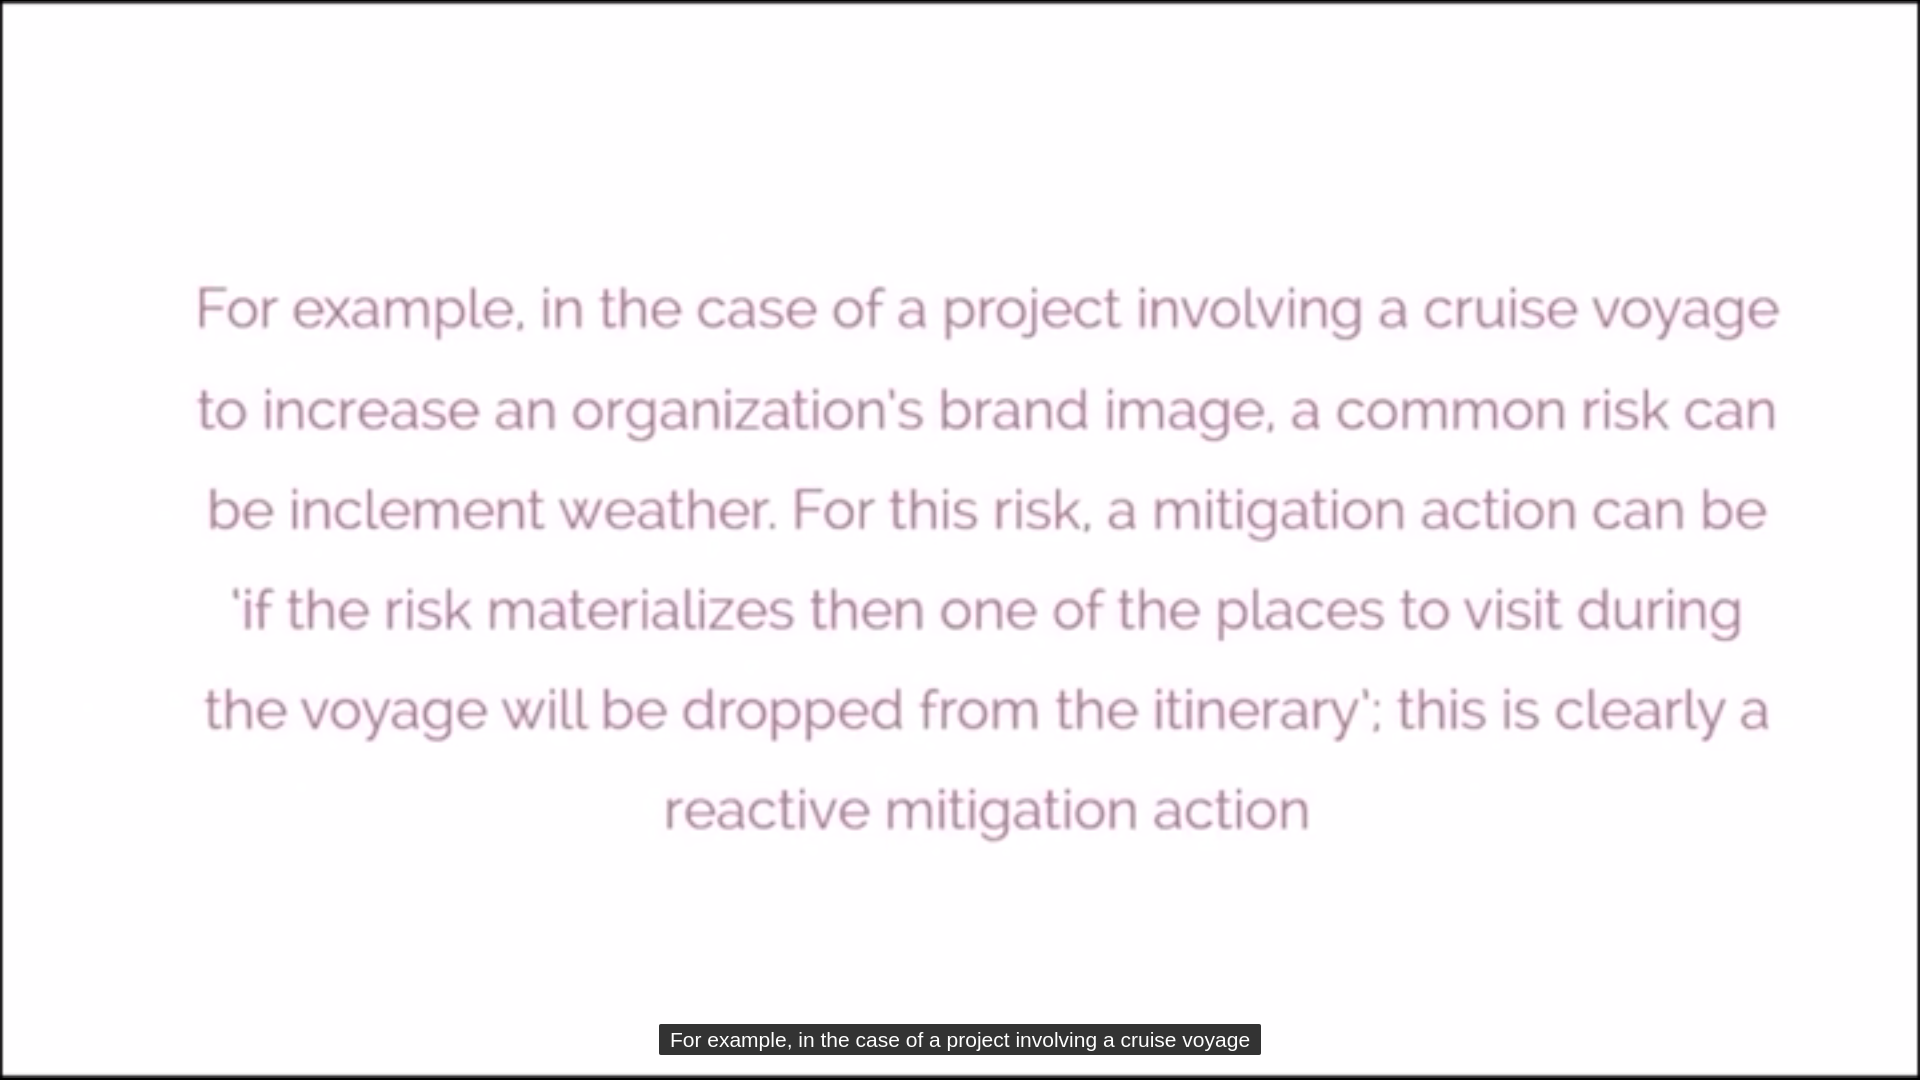 For example, in the case of a project involving a cruise voyage
to increase an organization's brand image, a common risk can
be inclement weather. For this risk, a mitigation action can be
'if the risk materializes then one of the places to visit during
the voyage will be dropped from the itinerary'; this is clearly a
reactive mitigation action
For example, in the case of a project involving a cruise voyage